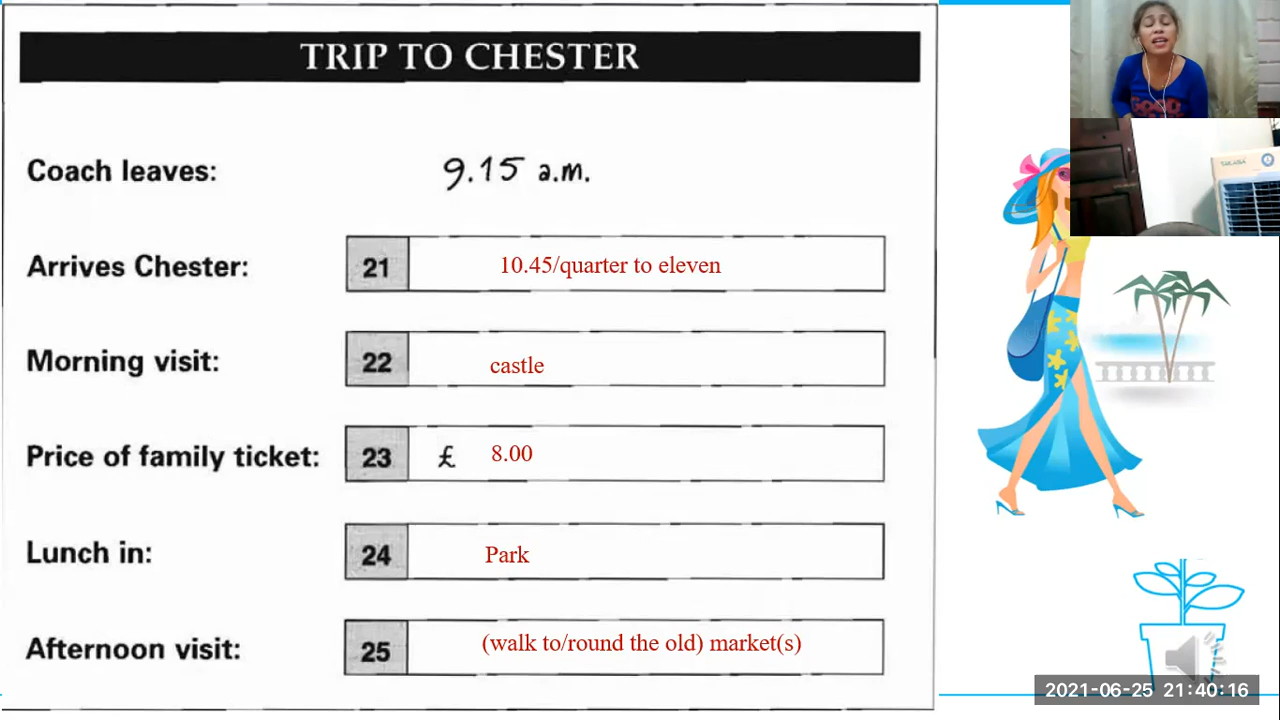 TRIP TO CHESTER
Coach leaves: 9.15 a.m.
Arrives Chester: 21 10.45/quarter to eleven
Morning visit: 22 castle
Price of family ticket: 23 £ 8.00
Lunch in: 24 Park
Afternoon visit: 25 (walk to/round the old) market(s)
GOOD
2021-06-25 21:40:16